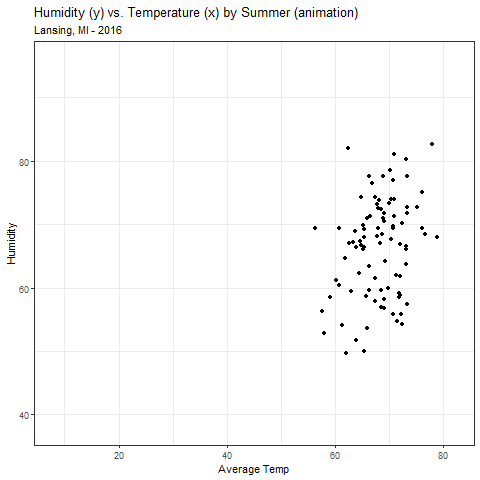 Humidity (y) vs. Temperature (x) by Summer (animation)
Lansing, MI - 2016
80
60
40
Humidity
20
40
60
80
Average Temp